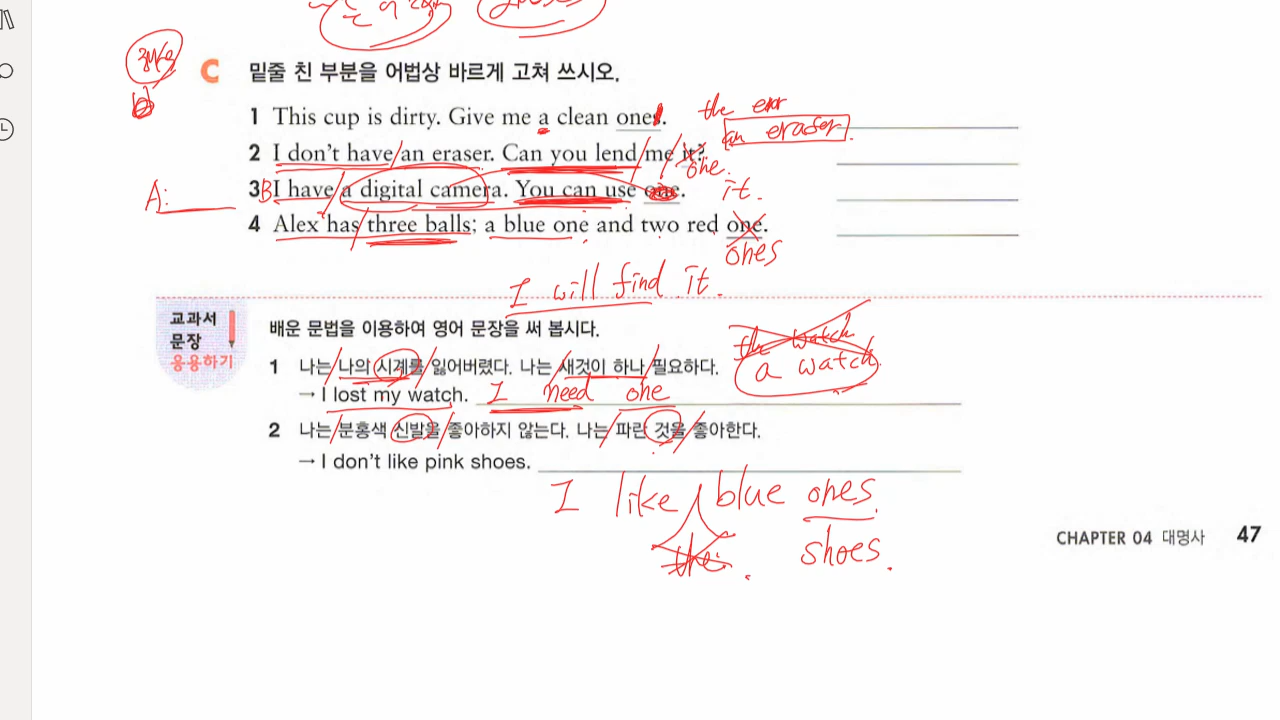 C 밑줄 친 부분을 어법상 바르게 고쳐 쓰시오.
1 This cup is dirty. Give me a clean ones.
an eraser.
2 I don't have an eraser. Can you lend me it?
one.
3 I have a digital camera. You can use one.
it.
A:
B
4 Alex has three balls; a blue one and two red one.
ones
I will find it.
교과서
문장
응용하기
배운 문법을 이용하여 영어 문장을 써 봅시다.
the watch
a watch
1 나는 나의 시계를 잃어버렸다. 나는 새것이 하나 필요하다.
→ I lost my watch. I need one
2 나는 분홍색 신발을 좋아하지 않는다. 나는 파란 것을 좋아한다.
→ I don't like pink shoes.
I like blue ones.
the shoes.
CHAPTER 04 대명사 47